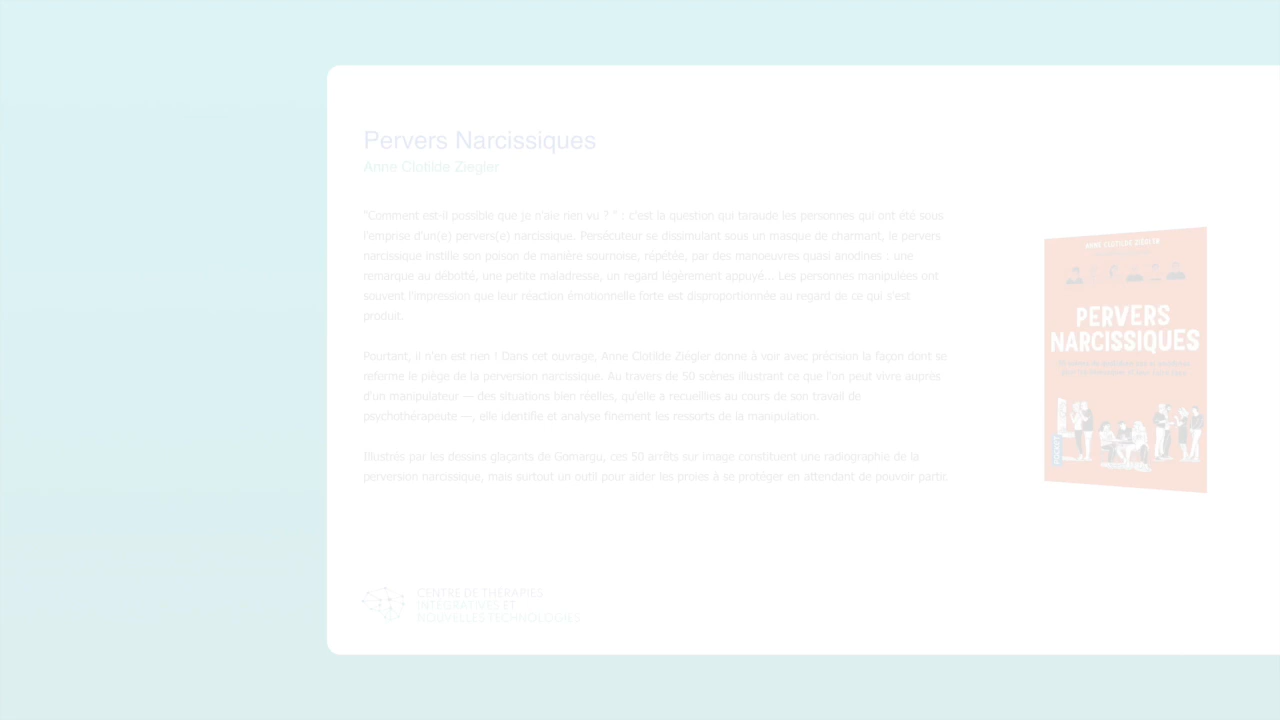 Pervers Narcissiques
Anne Clotilde Ziegler
"Comment est-il possible que je n'aie rien vu ? " : c'est la question qui taraude les personnes qui ont été sous
l'emprise d'un(e) pervers(e) narcissique. Persécuteur se dissimulant sous un masque de charmant, le pervers
narcissique instille son poison de manière sournoise, répétée, par des manoeuvres quasi anodines : une
remarque au débotté, une petite maladresse, un regard légèrement appuyé... Les personnes manipulées ont
souvent l'impression que leur réaction émotionnelle forte est disproportionnée au regard de ce qui s'est
produit.
Pourtant, il n'en est rien ! Dans cet ouvrage, Anne Clotilde Ziegler donne à voir avec précision la façon dont se
referme le piège de la perversion narcissique. Au travers de 50 scènes illustrant ce que l'on peut vivre auprès
d'un manipulateur — des situations bien réelles, qu'elle a recueillies au cours de son travail de
psychothérapeute —, elle identifie et analyse finement les ressorts de la manipulation.
Illustrés par les dessins glaçants de Gomargu, ces 50 arrêts sur image constituent une radiographie de la
perversion narcissique, mais surtout un outil pour aider les proies à se protéger en attendant de pouvoir partir.
ANNE CLOTILDE ZIEGLER
PERVERS
NARCISSIQUES
POCKET
CENTRE DE THÉRAPIES
INTÉGRATIVES ET
NOUVELLES TECHNOLOGIES